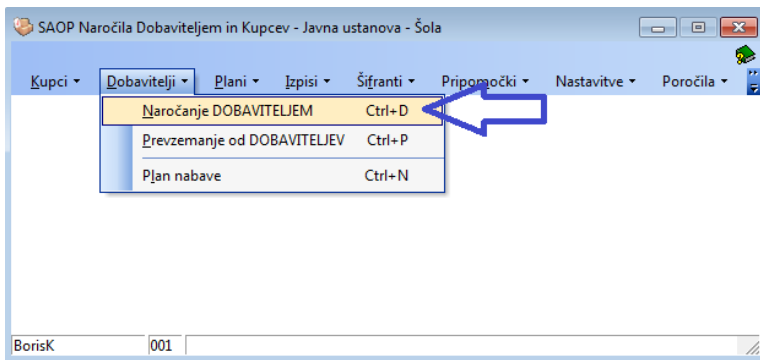 SAOP Naročila Dobaviteljem in Kupcev - Javna ustanova - Šola
Kupci Dobavitelji Plani Izpisi Šifranti Pripomočki Nastavitve Poročila
Naročanje DOBAVITELJEM Ctrl+D
Prevzemanje od DOBAVITELJEV Ctrl+P
Plan nabave Ctrl+N
BorisK 001